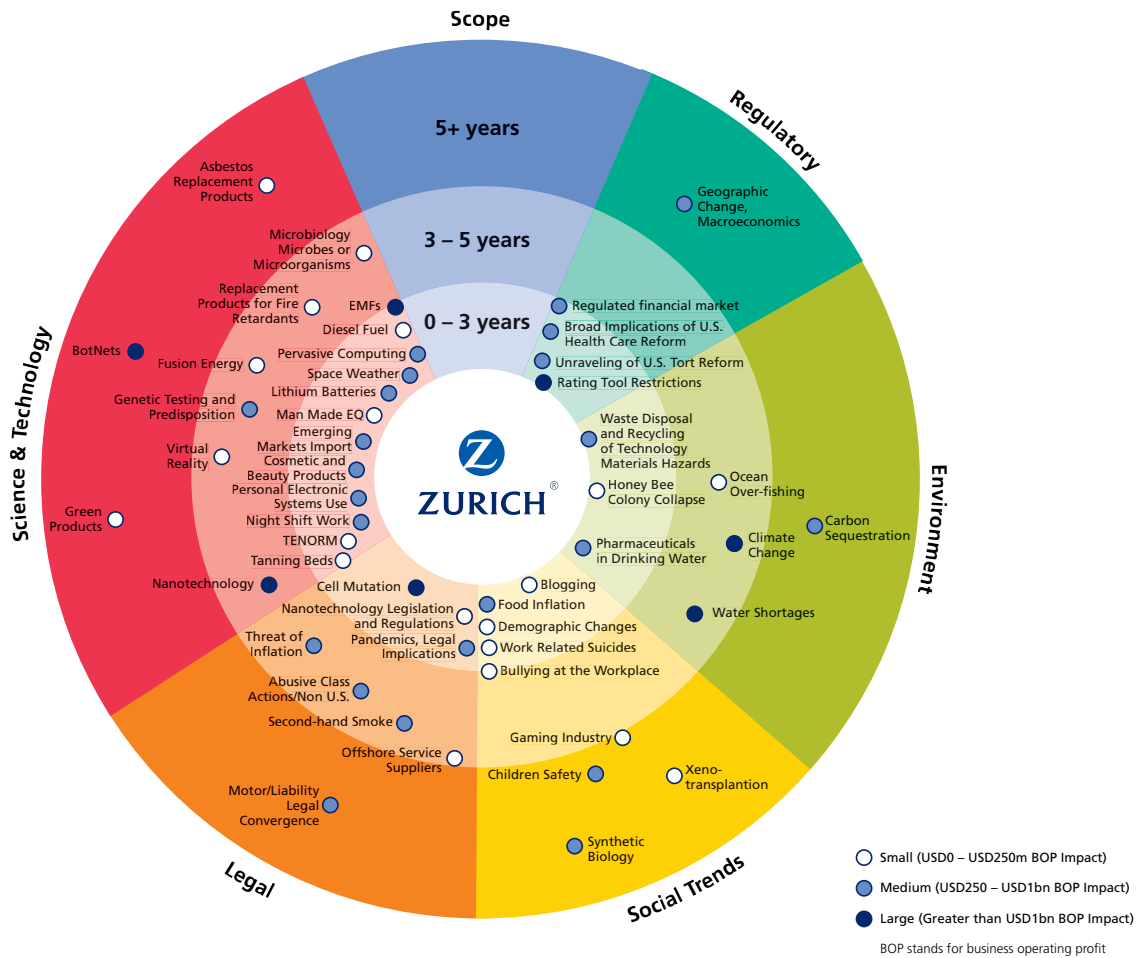 Scope
5+ years
3 – 5 years
0 – 3 years
Regulatory
Geographic
Change,
Macroeconomics
Regulated financial market
Broad Implications of U.S.
Health Care Reform
Unraveling of U.S. Tort Reform
Rating Tool Restrictions
Environment
Waste Disposal
and Recycling
of Technology
Materials Hazards
Honey Bee
Colony Collapse
Pharmaceuticals
in Drinking Water
Ocean
Over-fishing
Climate
Change
Carbon
Sequestration
Water Shortages
Social Trends
Blogging
Food Inflation
Demographic Changes
Work Related Suicides
Bullying at the Workplace
Gaming Industry
Children Safety
Xeno-
transplantion
Synthetic
Biology
Legal
Cell Mutation
Nanotechnology Legislation
and Regulations
Pandemics, Legal
Implications
Threat of
Inflation
Abusive Class
Actions/Non U.S.
Second-hand Smoke
Offshore Service
Suppliers
Motor/Liability
Legal
Convergence
Science & Technology
Asbestos
Replacement
Products
Microbiology
Microbes or
Microorganisms
Replacement
Products for Fire
Retardants
EMFs
Diesel Fuel
BotNets
Fusion Energy
Pervasive Computing
Space Weather
Lithium Batteries
Genetic Testing and
Predisposition
Man Made EQ
Emerging
Markets Import
Virtual
Reality
Cosmetic and
Beauty Products
Personal Electronic
Systems Use
Green
Products
Night Shift Work
TENORM
Tanning Beds
Nanotechnology
Z
ZURICH®
Small (USD0 – USD250m BOP Impact)
Medium (USD250 – USD1bn BOP Impact)
Large (Greater than USD1bn BOP Impact)
BOP stands for business operating profit